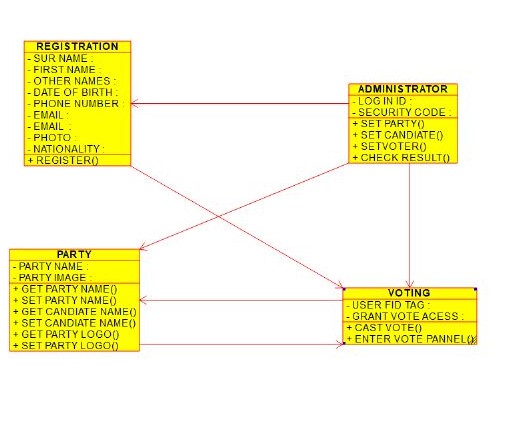 REGISTRATION
- SUR NAME :
- FIRST NAME :
- OTHER NAMES :
- DATE OF BIRTH :
- PHONE NUMBER :
- EMAIL :
- EMAIL :
- PHOTO :
- NATIONALITY :
+ REGISTER()
ADMINISTRATOR
- LOG IN ID :
- SECURITY CODE :
+ SET PARTY()
+ SET CANDIATE()
+ SETVOTER()
+ CHECK RESULT()
PARTY
- PARTY NAME :
- PARTY IMAGE :
+ GET PARTY NAME()
+ SET PARTY NAME()
+ GET CANDIATE NAME()
+ SET CANDIATE NAME()
+ GET PARTY LOGO()
+ SET PARTY LOGO()
VOTING
- USER FID TAG :
- GRANT VOTE ACESS :
+ CAST VOTE()
+ ENTER VOTE PANNEL()